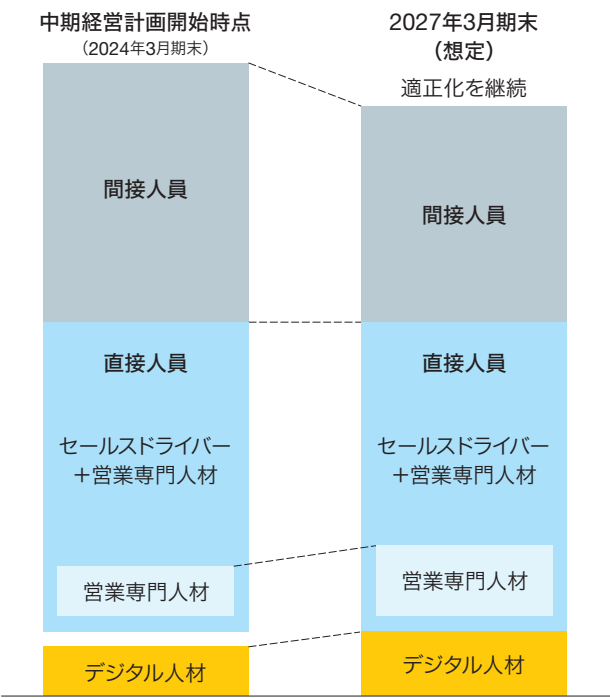 中期経営計画開始時点
（2024年3月期末）
間接人員
直接人員
セールスドライバー
＋営業専門人材
営業専門人材
デジタル人材
2027年3月期末
（想定）
適正化を継続
間接人員
直接人員
セールスドライバー
＋営業専門人材
営業専門人材
デジタル人材